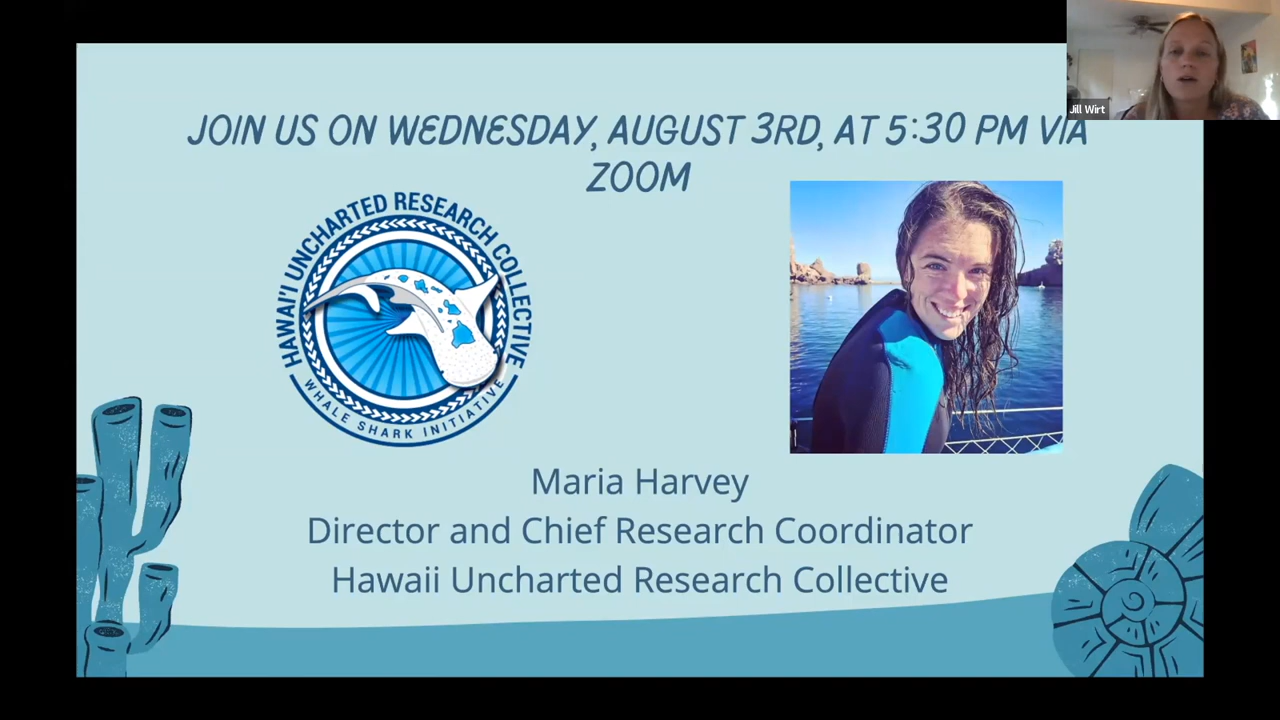 Jill Wirt
JOIN US ON WEDNESDAY, AUGUST 3RD, AT 5:30 PM VIA
ZOOM
HAWAI'I UNCHARTED RESEARCH COLLECTIVE
WHALE SHARK INITIATIVE
Maria Harvey
Director and Chief Research Coordinator
Hawaii Uncharted Research Collective